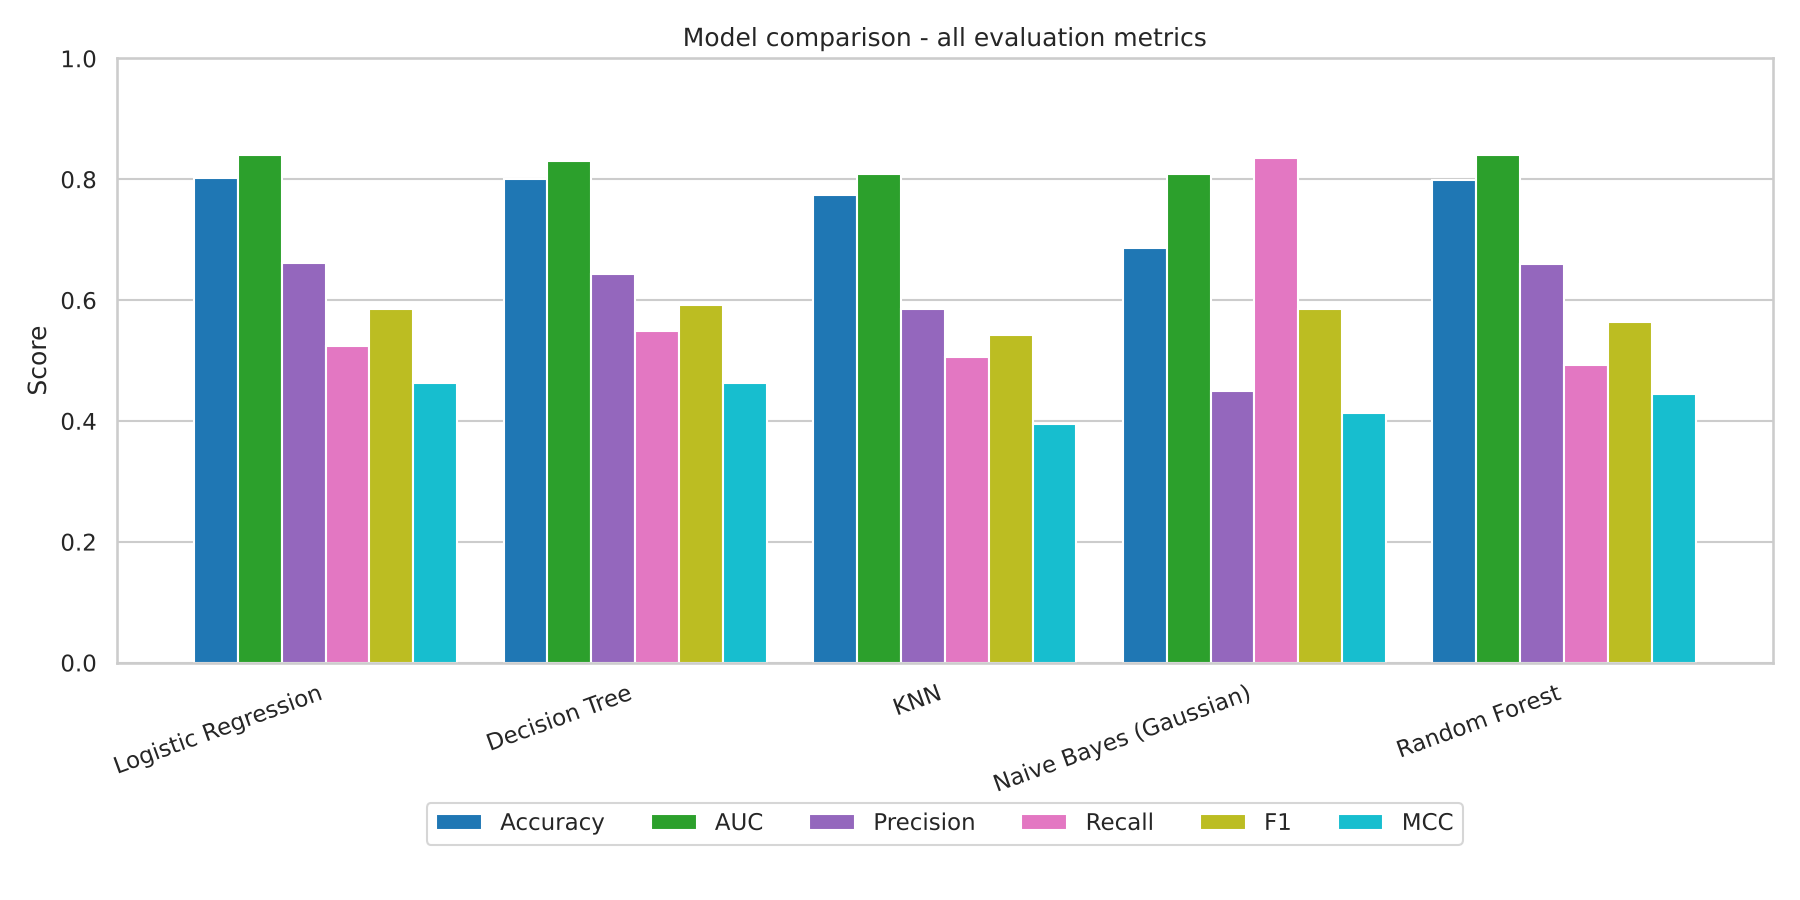 Model comparison - all evaluation metrics
1.0
0.8
0.6
0.4
0.2
0.0
Score
Logistic Regression
Decision Tree
KNN
Naive Bayes (Gaussian)
Random Forest
Accuracy AUC Precision Recall F1 MCC